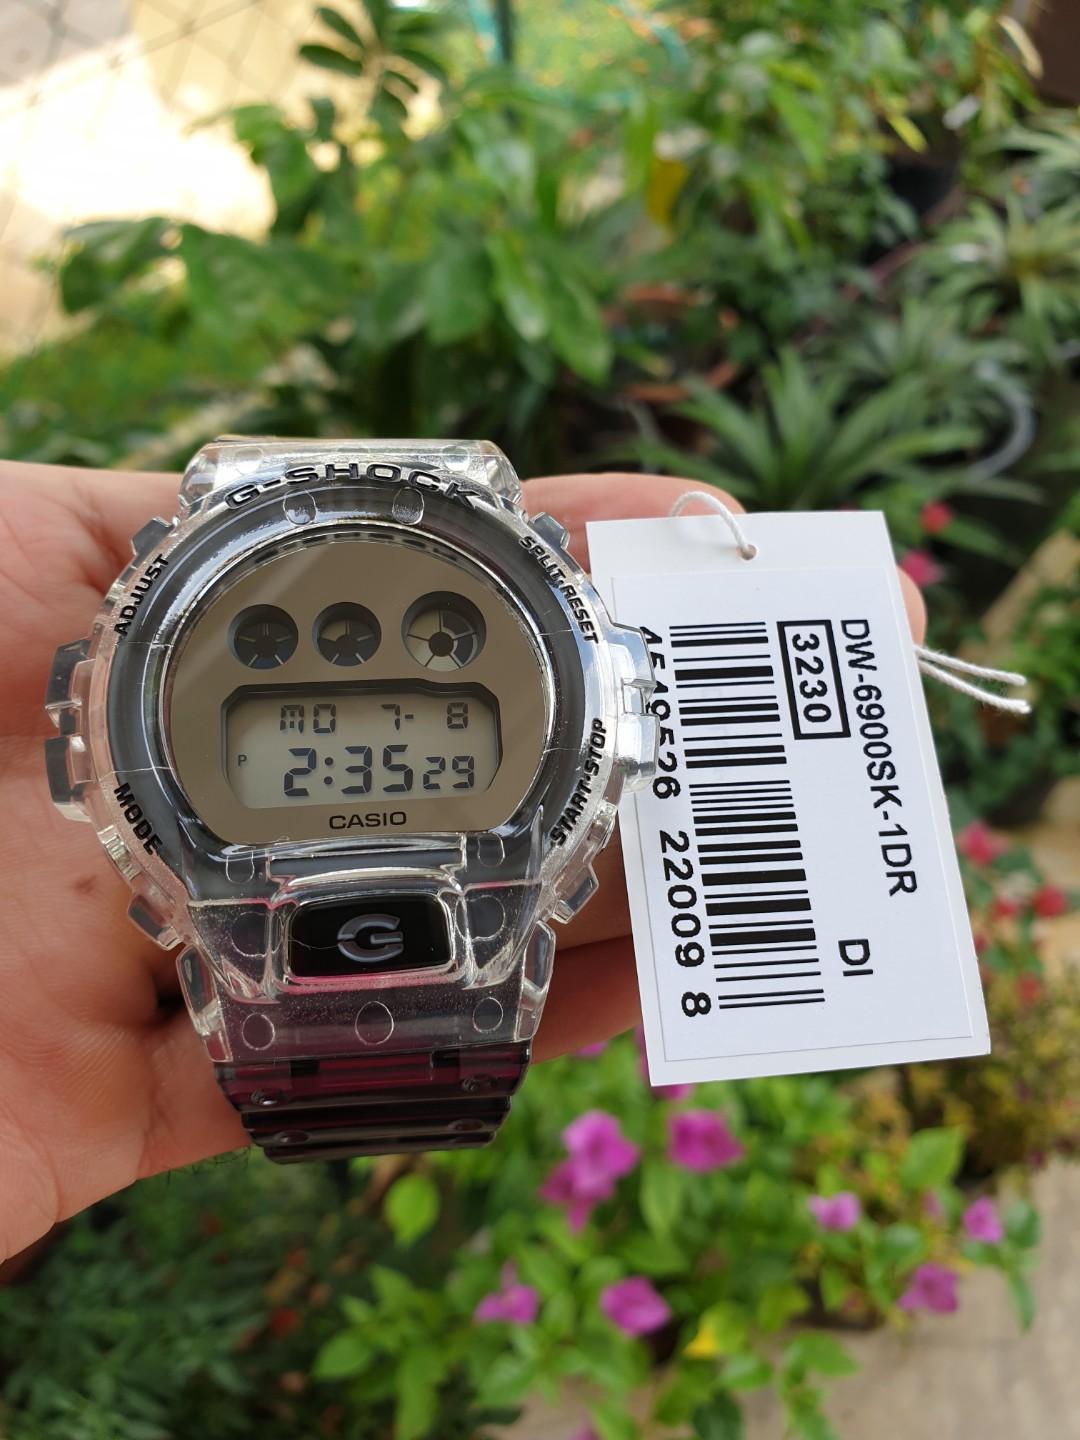 G-SHOCK
ADJUST
SPLIT·RESET
MO 7- 8
P 2:35 29
CASIO
MODE
START·STOP
G
DW-6900SK-1DR DI
3230
4549526 22009 8